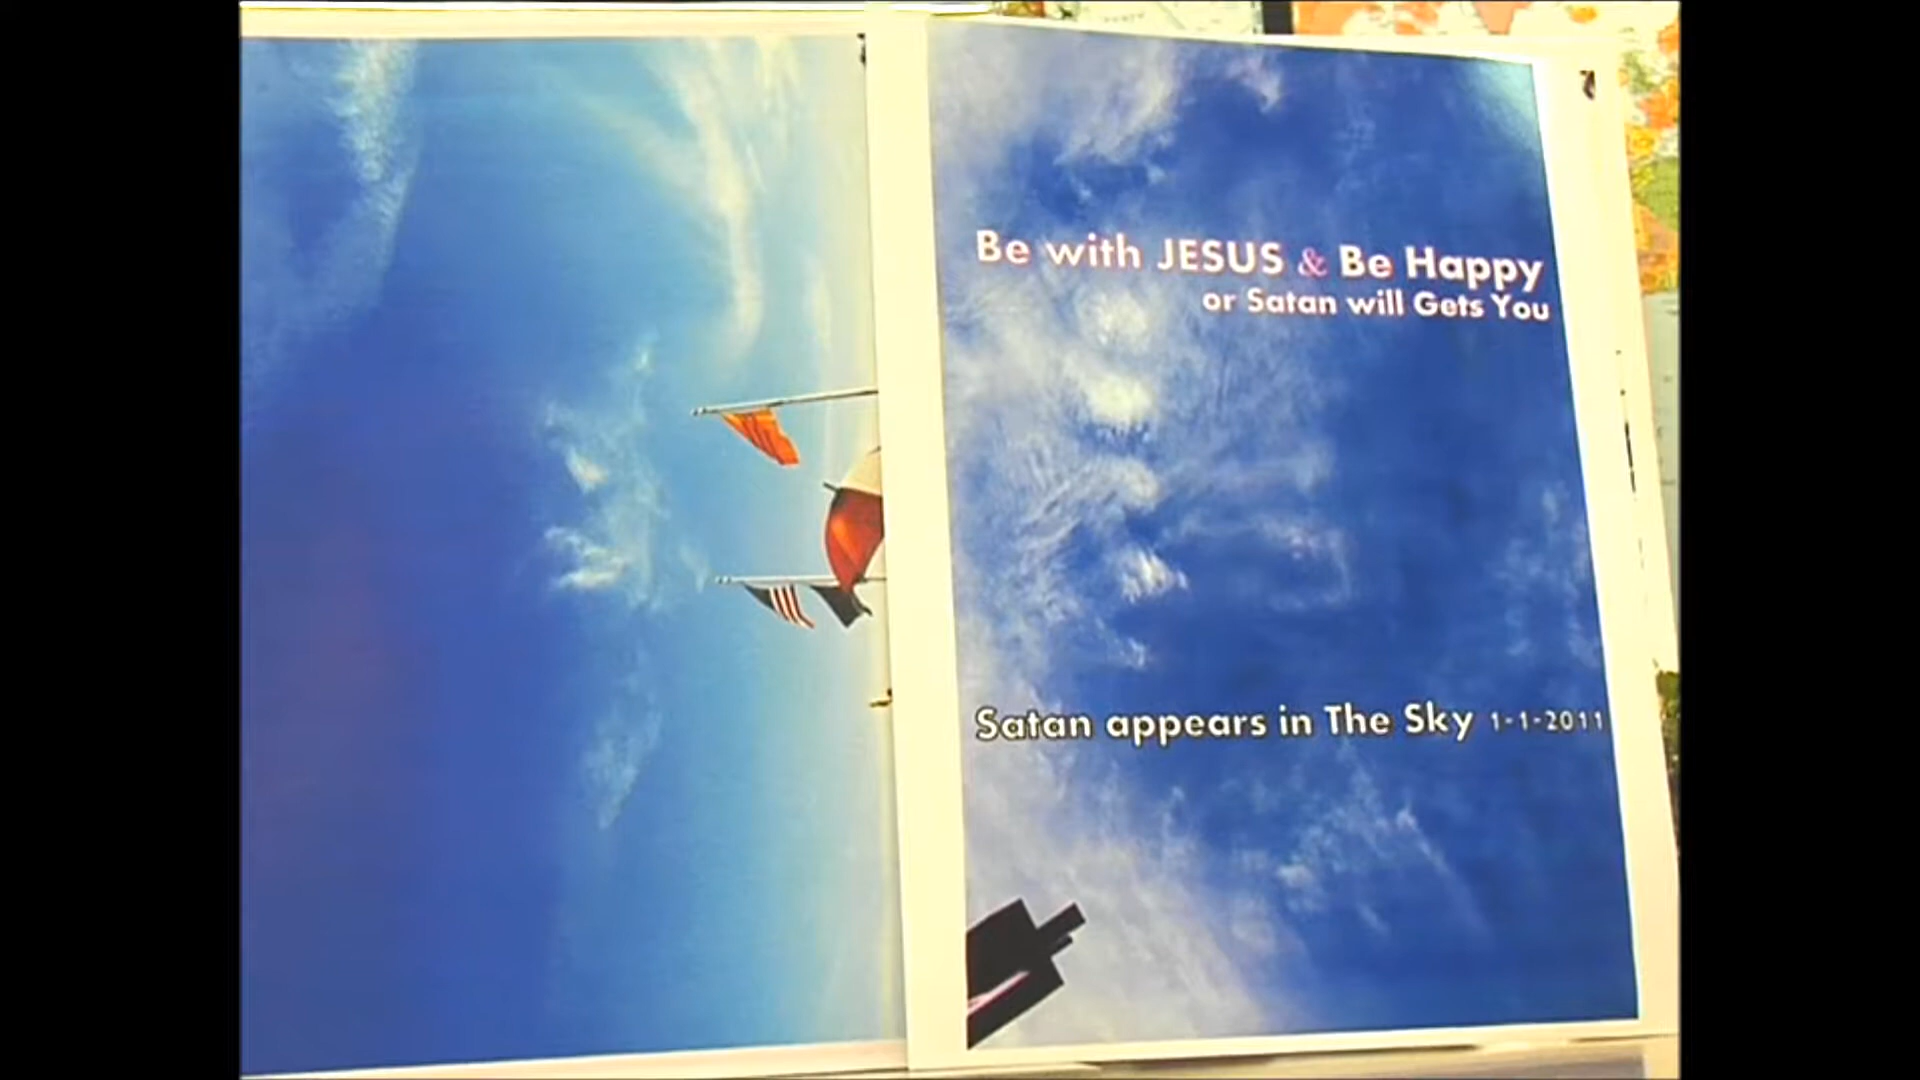 Be with JESUS & Be Happy
or Satan will Gets You
Satan appears in The Sky 1-1-2011